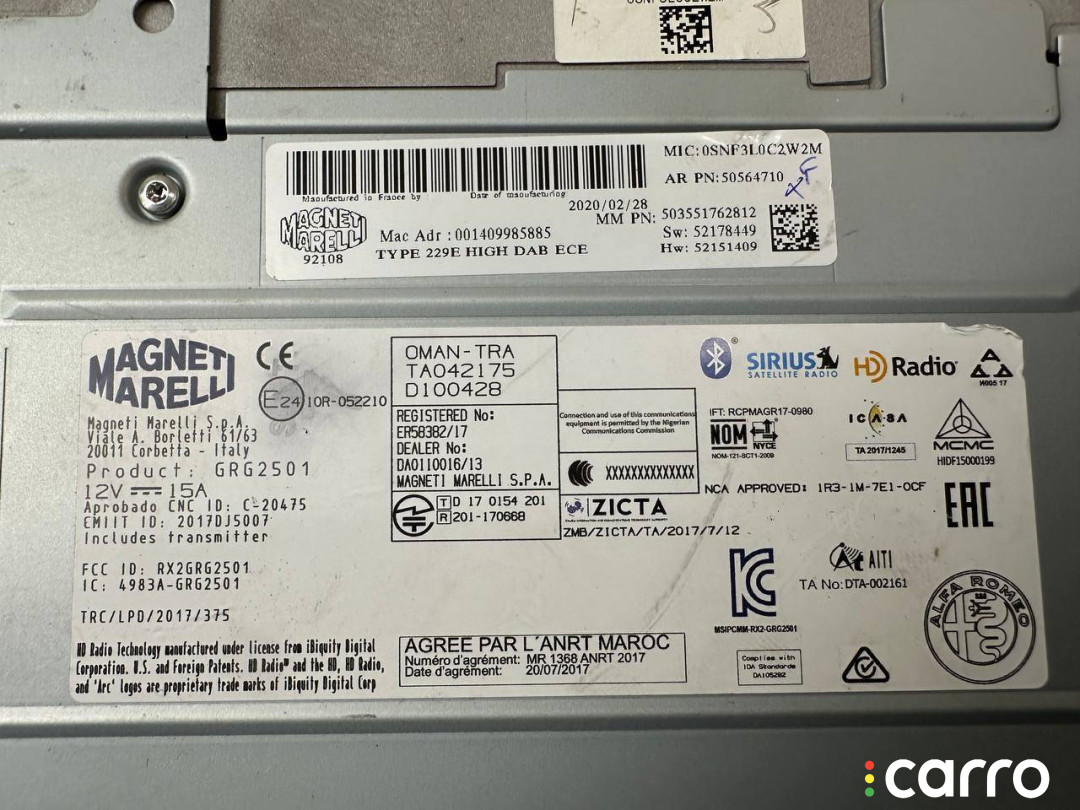 MIC:0SNF3L0C2W2M
AR PN:50564710
Manufactured in France by
Date of manufacturing:
2020/02/28
MAGNETI MARELLI
92108
MM PN: 503551762812
Mac Adr : 001409985885
Sw: 52178449
TYPE 229E HIGH DAB ECE
Hw: 52151409
MAGNETI
MARELLI
CE
E24 10R-052210
Magneti Marelli S.p.A.
Viale A. Borletti 61/63
20011 Corbetta - Italy
Product: GRG2501
12V 15A
Aprobado CNC ID: C-20475
CMIIT ID: 2017DJ5007
Includes transmitter
FCC ID: RX2GRG2501
IC: 4983A-GRG2501
TRC/LPD/2017/375
HD Radio Technology manufactured under license from iBiquity Digital
Corporation. U.S. and Foreign Patents. HD Radio® and the HD, HD Radio,
and "Arc" logos are proprietary trade marks of iBiquity Digital Corp
OMAN-TRA
TA042175
D100428
REGISTERED No:
ER58382/17
DEALER No:
DA0110016/13
MAGNETI MARELLI S.P.A.
T D 17 0154 201
R 201-170668
Connection and use of this communications
equipment is permitted by the Nigerian
Communications Commission
XXXXXXXXXXXXXX
ZICTA
ZMB/ZICTA/TA/2017/7/12
AGREE PAR L´ANRT MAROC
Numéro d'agrément: MR 1368 ANRT 2017
Date d'agrément: 20/07/2017
SIRIUS
SATELLITE RADIO
HD Radio
IFT: RCPMAGR17-0980
NOM NYCE
NOM-121-SCT1-2009
ICASA
TA 2017/1245
MCMC
HIDF15000199
NCA APPROVED: 1R3-1M-7E1-0CF
EAC
KC
MSIPCMM-RX2-GRG2501
AITI
TA No: DTA-002161
Complies with
IDA Standards
DA105282
ALFA ROMEO
carro